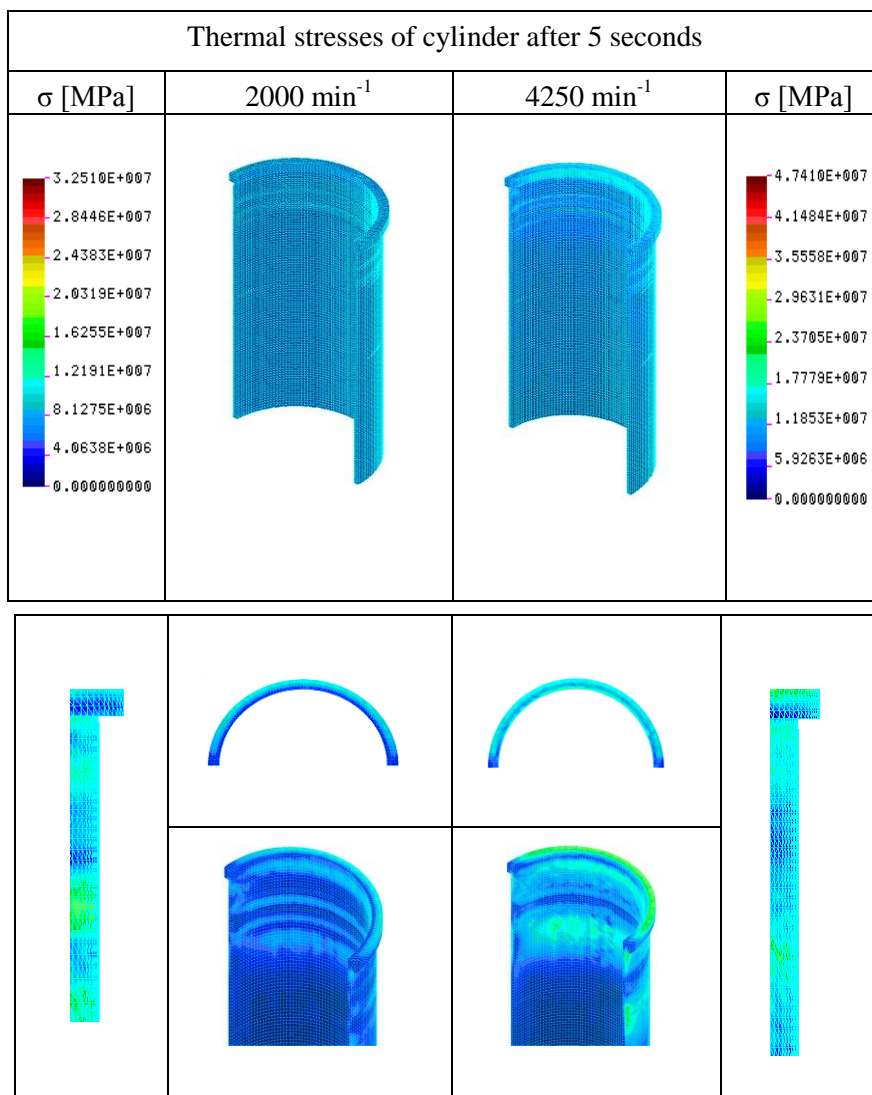 Thermal stresses of cylinder after 5 seconds
σ [MPa] 2000 min⁻¹ 4250 min⁻¹ σ [MPa]
3.2510E+007
2.8446E+007
2.4383E+007
2.0319E+007
1.6255E+007
1.2191E+007
8.1275E+006
4.0638E+006
0.000000000
4.7410E+007
4.1484E+007
3.5558E+007
2.9631E+007
2.3705E+007
1.7779E+007
1.1853E+007
5.9263E+006
0.000000000